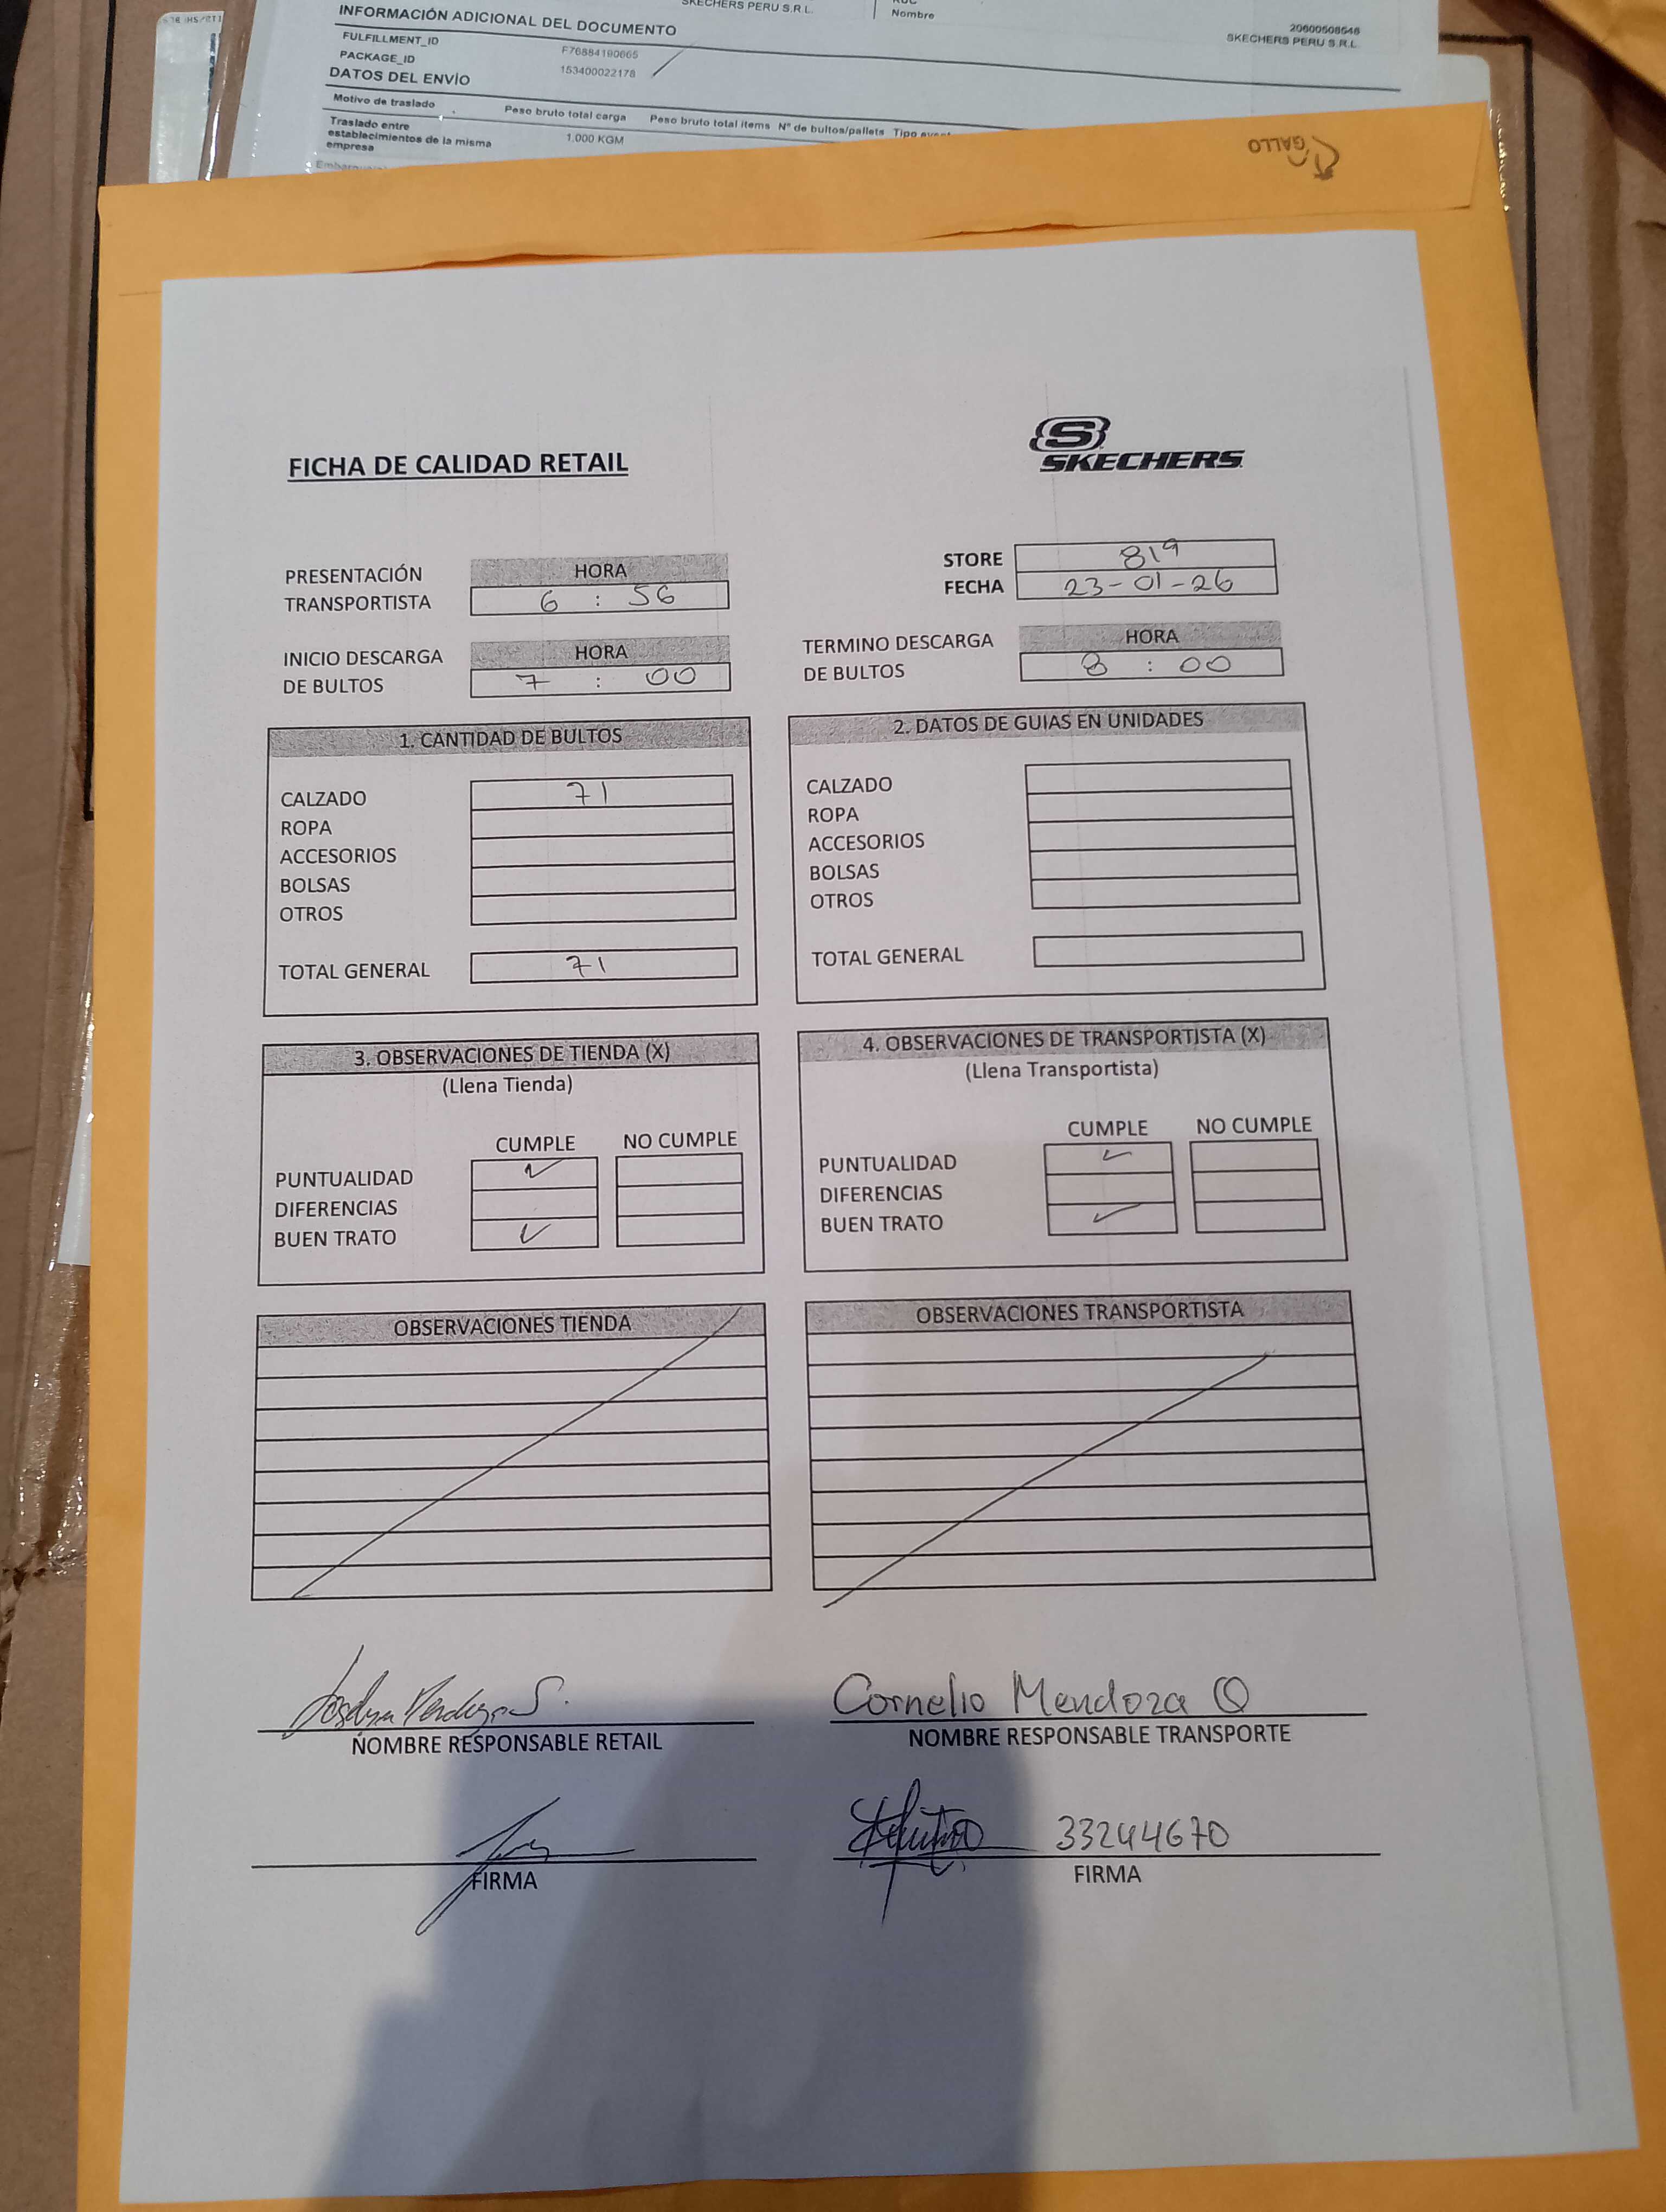 SKECHERS PERU S.R.L.
RUC
Nombre
20600508548
SKECHERS PERU S.R.L.
INFORMACIÓN ADICIONAL DEL DOCUMENTO
FULFILLMENT_ID F76884190665
PACKAGE_ID 153400022178
DATOS DEL ENVÍO
Motivo de traslado Peso bruto total carga Peso bruto total items N° de bultos/pallets Tipo
Traslado entre
establecimientos de la misma
empresa
1.000 KGM
GALLO
FICHA DE CALIDAD RETAIL
S
SKECHERS
PRESENTACIÓN
TRANSPORTISTA
HORA
6 : 56
STORE 819
FECHA 23-01-26
INICIO DESCARGA
DE BULTOS
HORA
7 : 00
TERMINO DESCARGA
DE BULTOS
HORA
8 : 00
1. CANTIDAD DE BULTOS
CALZADO 71
ROPA
ACCESORIOS
BOLSAS
OTROS
TOTAL GENERAL 71
2. DATOS DE GUIAS EN UNIDADES
CALZADO
ROPA
ACCESORIOS
BOLSAS
OTROS
TOTAL GENERAL
3. OBSERVACIONES DE TIENDA (X)
(Llena Tienda)
CUMPLE NO CUMPLE
PUNTUALIDAD ✓
DIFERENCIAS
BUEN TRATO ✓
4. OBSERVACIONES DE TRANSPORTISTA (X)
(Llena Transportista)
CUMPLE NO CUMPLE
PUNTUALIDAD ✓
DIFERENCIAS
BUEN TRATO ✓
OBSERVACIONES TIENDA
OBSERVACIONES TRANSPORTISTA
NOMBRE RESPONSABLE RETAIL
Cornelio Mendoza Q
NOMBRE RESPONSABLE TRANSPORTE
FIRMA
33244670
FIRMA